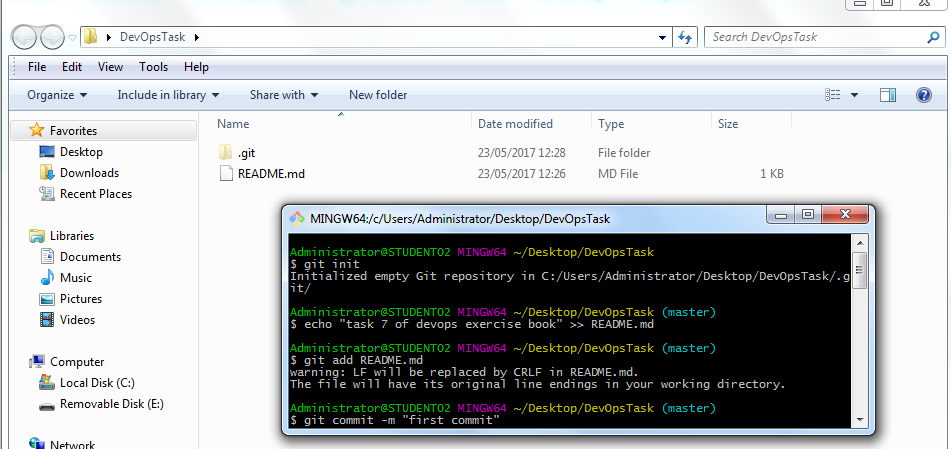 DevOpsTask
Search DevOpsTask
File Edit View Tools Help
Organize Include in library Share with New folder
Favorites
Desktop
Downloads
Recent Places
Libraries
Documents
Music
Pictures
Videos
Computer
Local Disk (C:)
Removable Disk (E:)
Network
Name Date modified Type Size
.git 23/05/2017 12:28 File folder
README.md 23/05/2017 12:26 MD File 1 KB
MINGW64:/c/Users/Administrator/Desktop/DevOpsTask
Administrator@STUDENT02 MINGW64 ~/Desktop/DevOpsTask
$ git init
Initialized empty Git repository in C:/Users/Administrator/Desktop/DevOpsTask/.g
it/
Administrator@STUDENT02 MINGW64 ~/Desktop/DevOpsTask (master)
$ echo "task 7 of devops exercise book" >> README.md
Administrator@STUDENT02 MINGW64 ~/Desktop/DevOpsTask (master)
$ git add README.md
warning: LF will be replaced by CRLF in README.md.
The file will have its original line endings in your working directory.
Administrator@STUDENT02 MINGW64 ~/Desktop/DevOpsTask (master)
$ git commit -m "first commit"